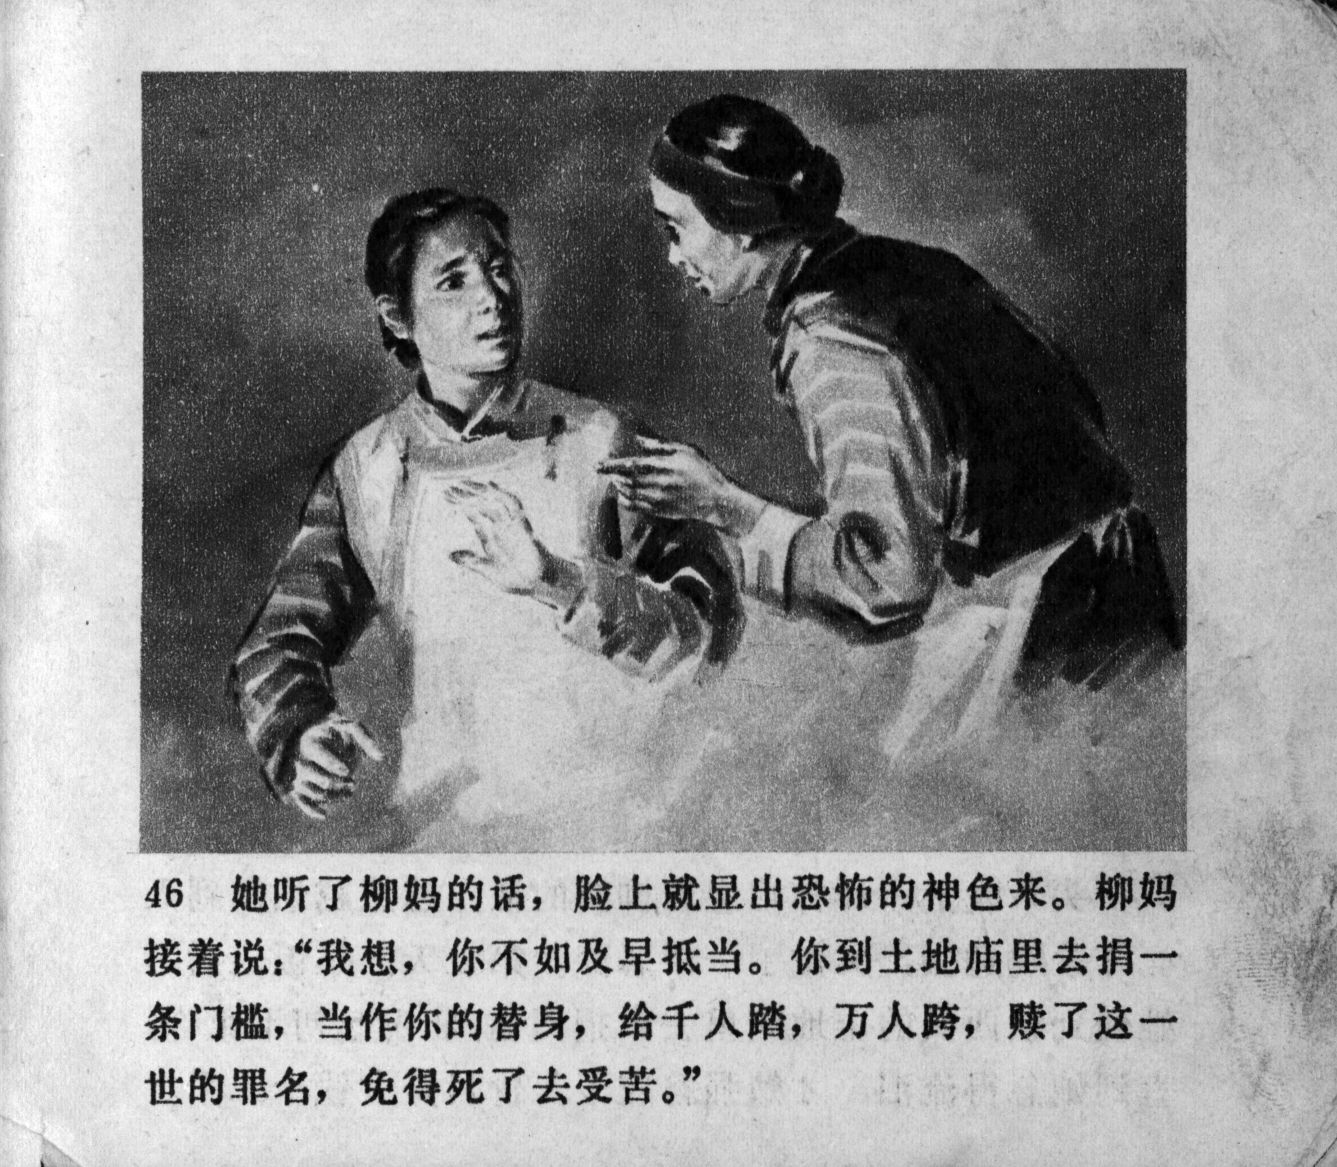 46 她听了柳妈的话，脸上就显出恐怖的神色来。柳妈
接着说：“我想，你不如及早抵当。你到土地庙里去捐一
条门槛，当作你的替身，给千人踏，万人跨，赎了这一
世的罪名，免得死了去受苦。”